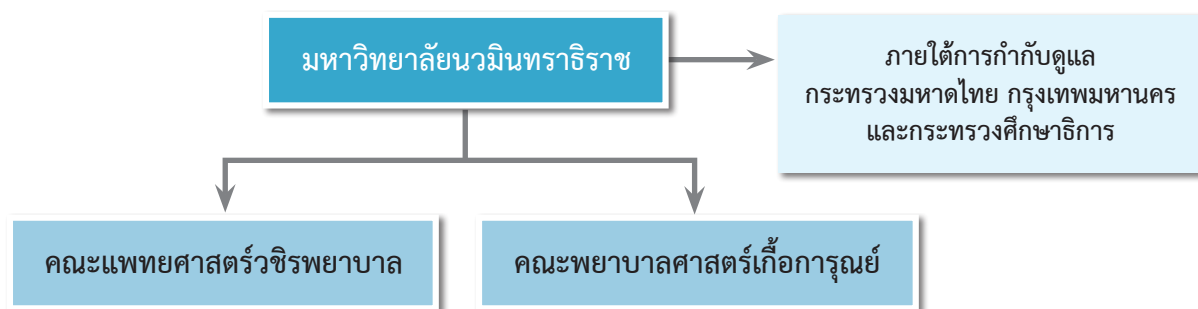 มหาวิทยาลัยนวมินทราธิราช
ภายใต้การกำกับดูแล
กระทรวงมหาดไทย กรุงเทพมหานคร
และกระทรวงศึกษาธิการ
คณะแพทยศาสตร์วชิรพยาบาล
คณะพยาบาลศาสตร์เกื้อการุณย์